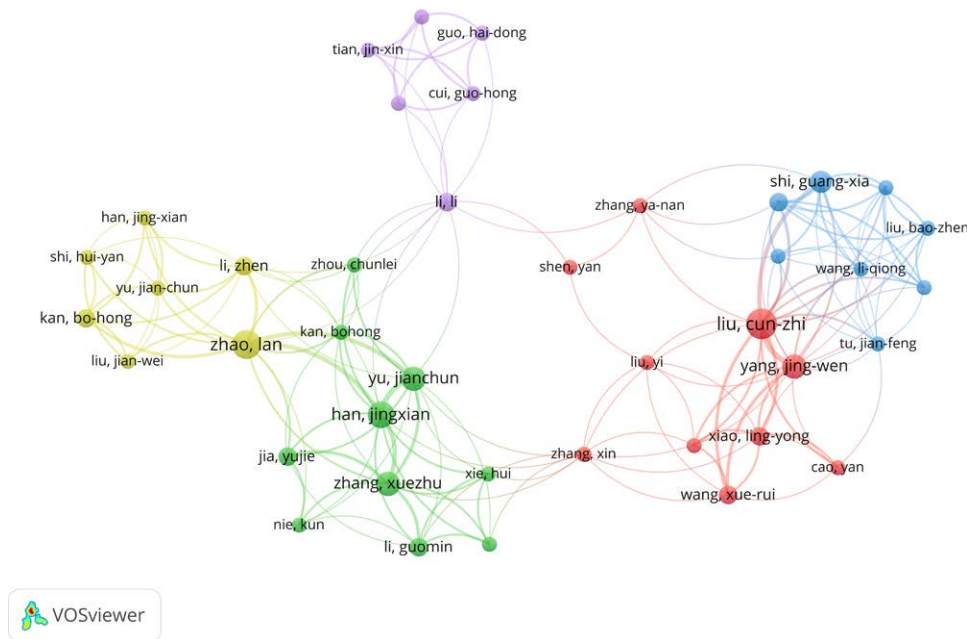 guo, hai-dong
tian, jin-xin
cui, guo-hong
li, li
shi, guang-xia
zhang, ya-nan
liu, bao-zhen
han, jing-xian
shi, hui-yan
li, zhen
zhou, chunlei
shen, yan
wang, li-qiong
yu, jian-chun
kan, bo-hong
kan, bohong
liu, cun-zhi
zhao, lan
tu, jian-feng
liu, jian-wei
liu, yi
yang, jing-wen
yu, jianchun
han, jingxian
xiao, ling-yong
jia, yujie
zhang, xin
cao, yan
xie, hui
zhang, xuezhu
wang, xue-rui
nie, kun
li, guomin
VOSviewer